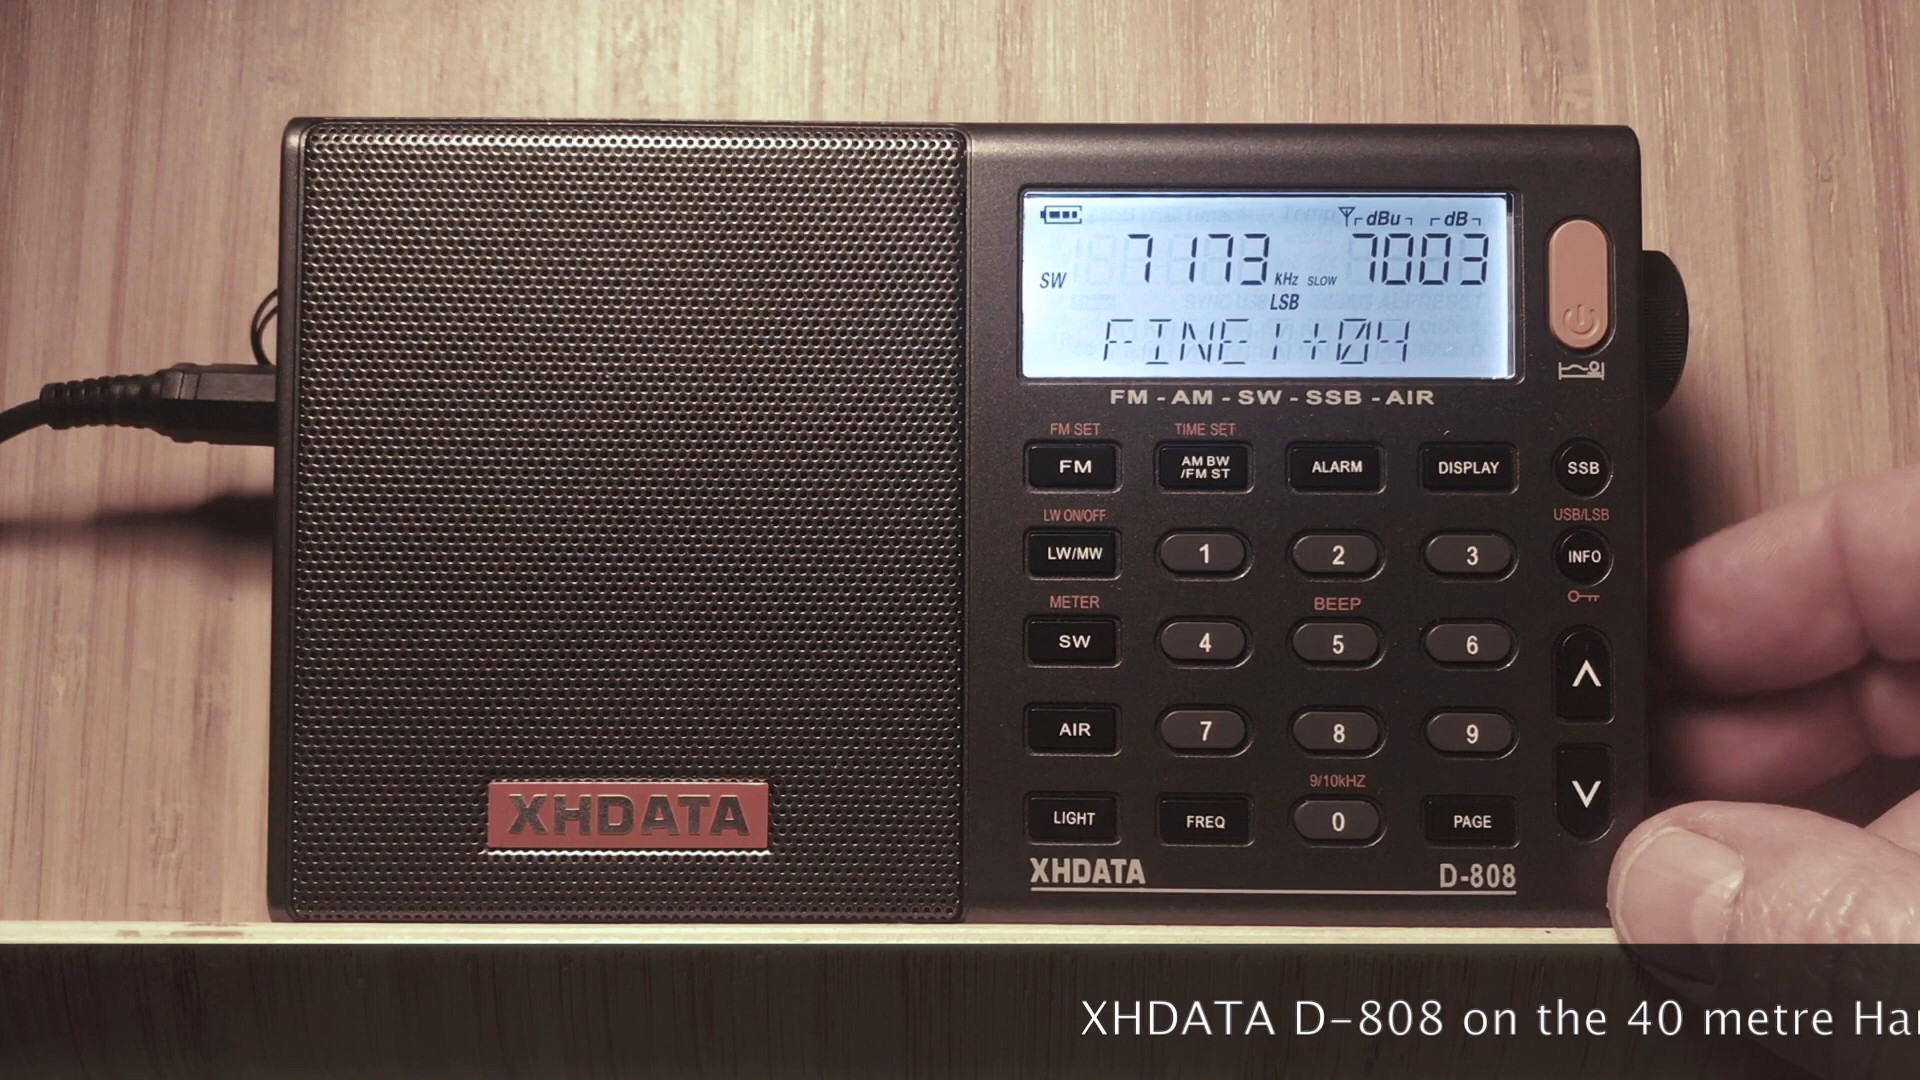 dBu dB
SW 7173 kHz SLOW 7003
LSB
FINE:+04
FM - AM - SW - SSB - AIR
FM SET TIME SET
FM AM BW /FM ST ALARM DISPLAY SSB
LW ON/OFF USB/LSB
LW/MW 1 2 3 INFO
METER BEEP
SW 4 5 6
AIR 7 8 9
9/10kHZ
LIGHT FREQ 0 PAGE
XHDATA
XHDATA D-808
XHDATA D-808 on the 40 metre